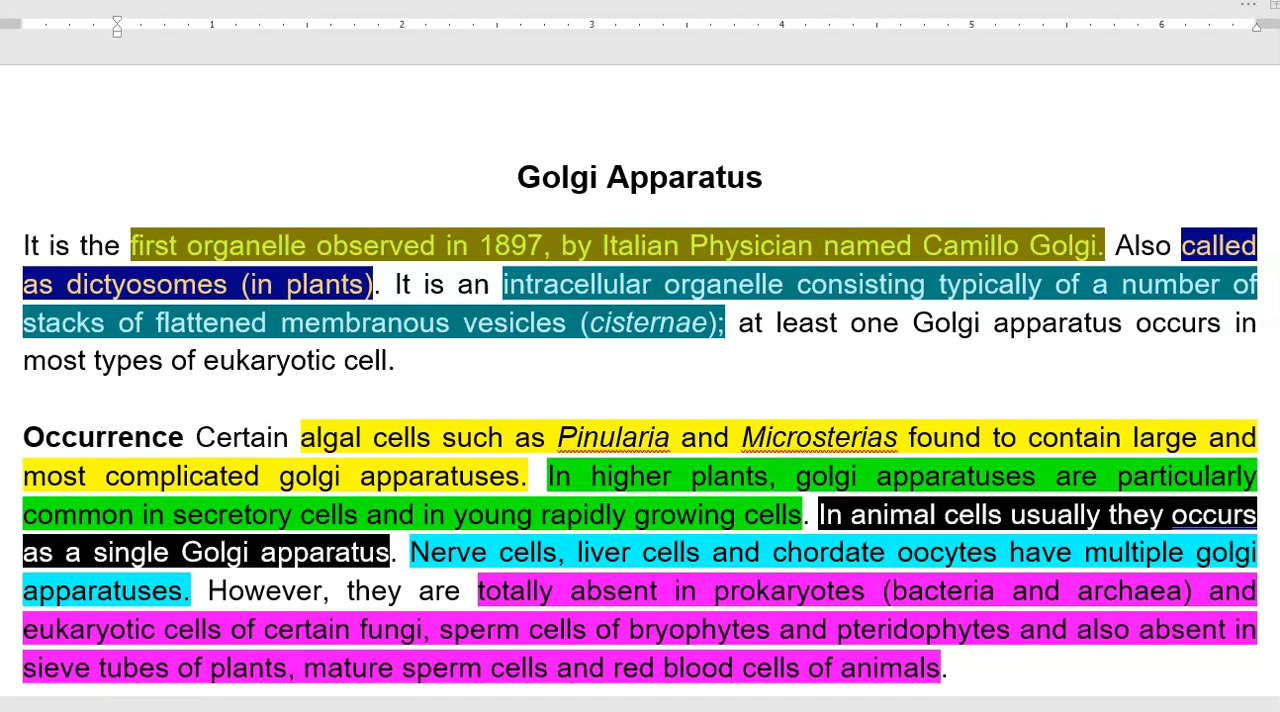 1 2 3 4 5 6
Golgi Apparatus
It is the first organelle observed in 1897, by Italian Physician named Camillo Golgi. Also called
as dictyosomes (in plants). It is an intracellular organelle consisting typically of a number of
stacks of flattened membranous vesicles (cisternae); at least one Golgi apparatus occurs in
most types of eukaryotic cell.
Occurrence Certain algal cells such as Pinularia and Microsterias found to contain large and
most complicated golgi apparatuses. In higher plants, golgi apparatuses are particularly
common in secretory cells and in young rapidly growing cells. In animal cells usually they occurs
as a single Golgi apparatus. Nerve cells, liver cells and chordate oocytes have multiple golgi
apparatuses. However, they are totally absent in prokaryotes (bacteria and archaea) and
eukaryotic cells of certain fungi, sperm cells of bryophytes and pteridophytes and also absent in
sieve tubes of plants, mature sperm cells and red blood cells of animals.